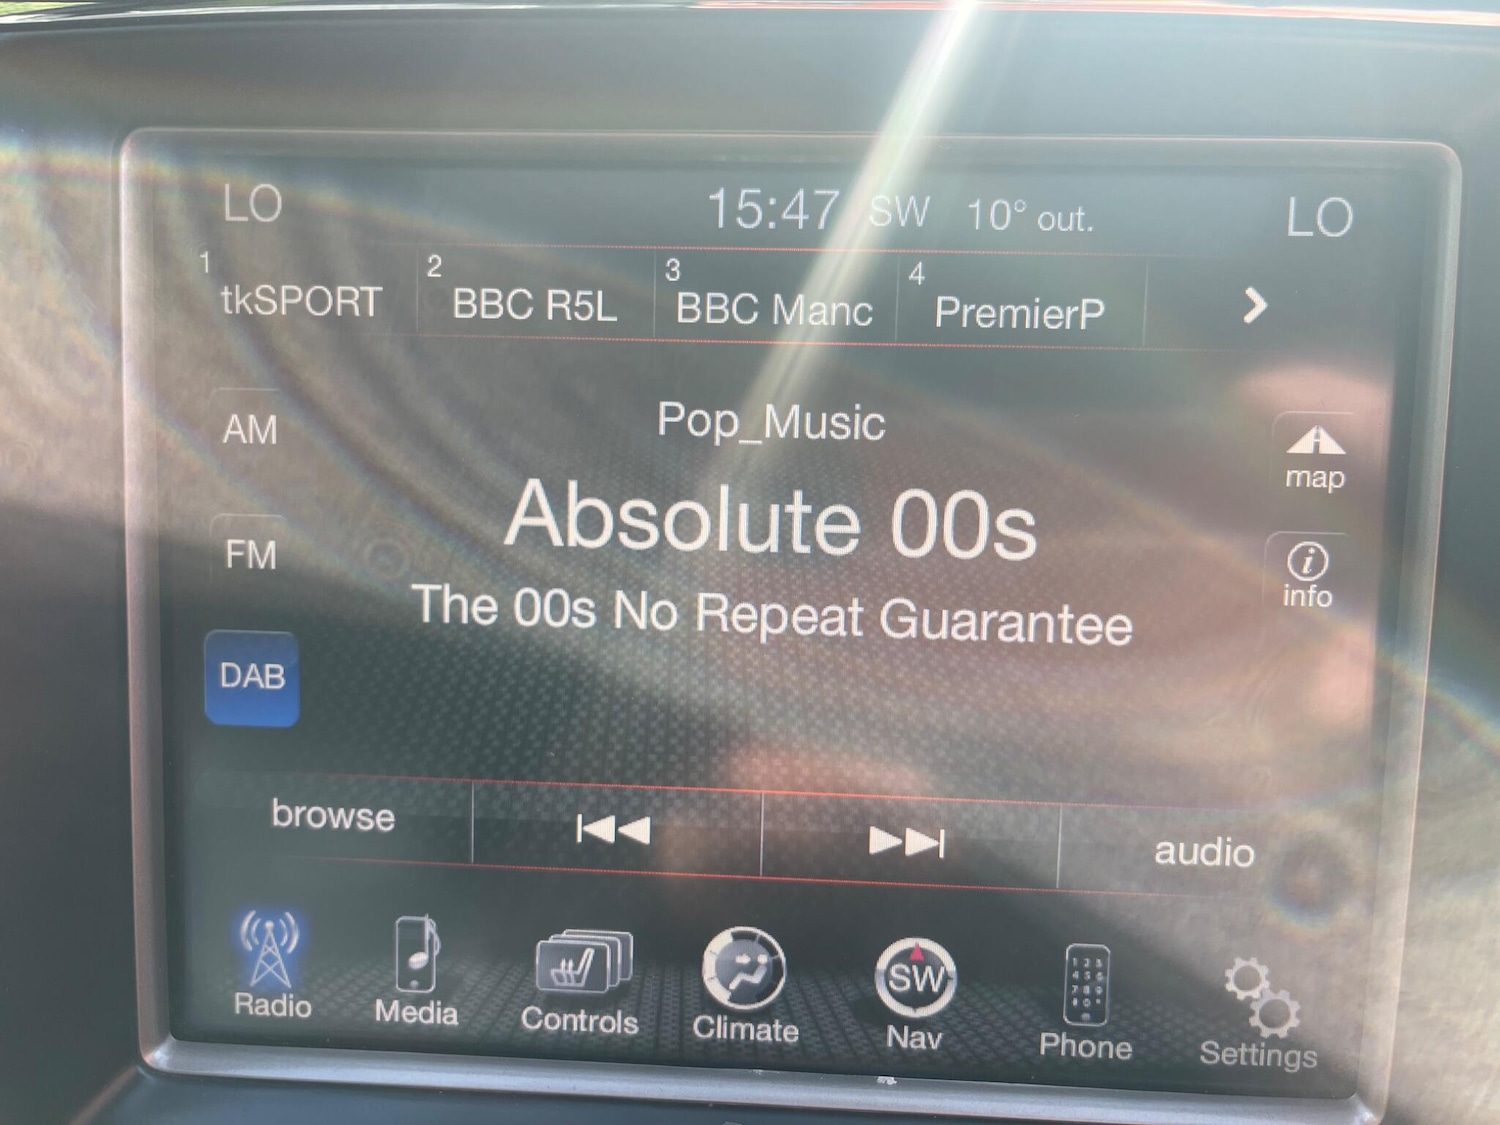 LO 15:47 SW 10° out. LO
1 tkSPORT 2 BBC R5L 3 BBC Manc 4 PremierP
Pop_Music
AM
map
Absolute 00s
FM
The 00s No Repeat Guarantee
info
DAB
browse audio
SW
Radio Media Controls Climate Nav Phone Settings